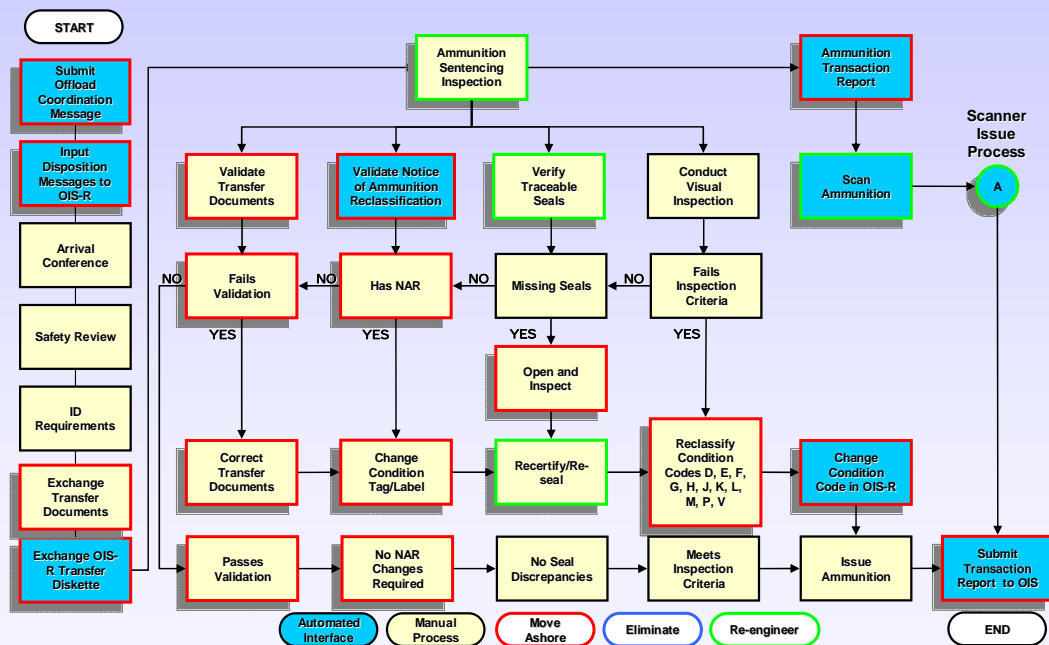 START
Submit
Offload
Coordination
Message
Input
Disposition
Messages to
OIS-R
Arrival
Conference
Safety Review
ID
Requirements
Exchange
Transfer
Documents
Exchange OIS-
R Transfer
Diskette
Ammunition
Sentencing
Inspection
Ammunition
Transaction
Report
Scanner
Issue
Process
A
Scan
Ammunition
Validate
Transfer
Documents
Validate Notice
of Ammunition
Reclassification
Verify
Traceable
Seals
Conduct
Visual
Inspection
NO
Fails
Validation
NO
Has NAR
NO
Missing Seals
NO
Fails
Inspection
Criteria
YES
YES
YES
YES
Open and
Inspect
Correct
Transfer
Documents
Change
Condition
Tag/Label
Recertify/Re-
seal
Reclassify
Condition
Codes D, E, F,
G, H, J, K, L,
M, P, V
Change
Condition
Code in OIS-R
Passes
Validation
No NAR
Changes
Required
No Seal
Discrepancies
Meets
Inspection
Criteria
Issue
Ammunition
Submit
Transaction
Report to OIS
Automated
Interface
Manual
Process
Move
Ashore
Eliminate
Re-engineer
END